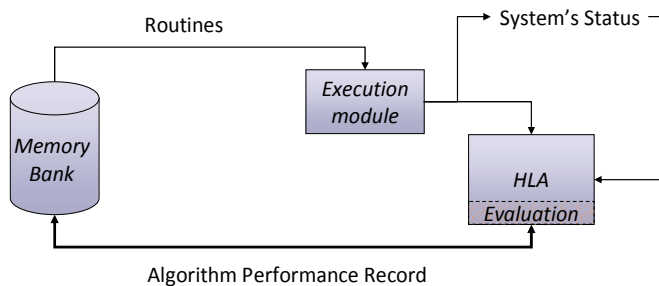 Routines
System's Status
Execution
module
Memory
Bank
HLA
Evaluation
Algorithm Performance Record